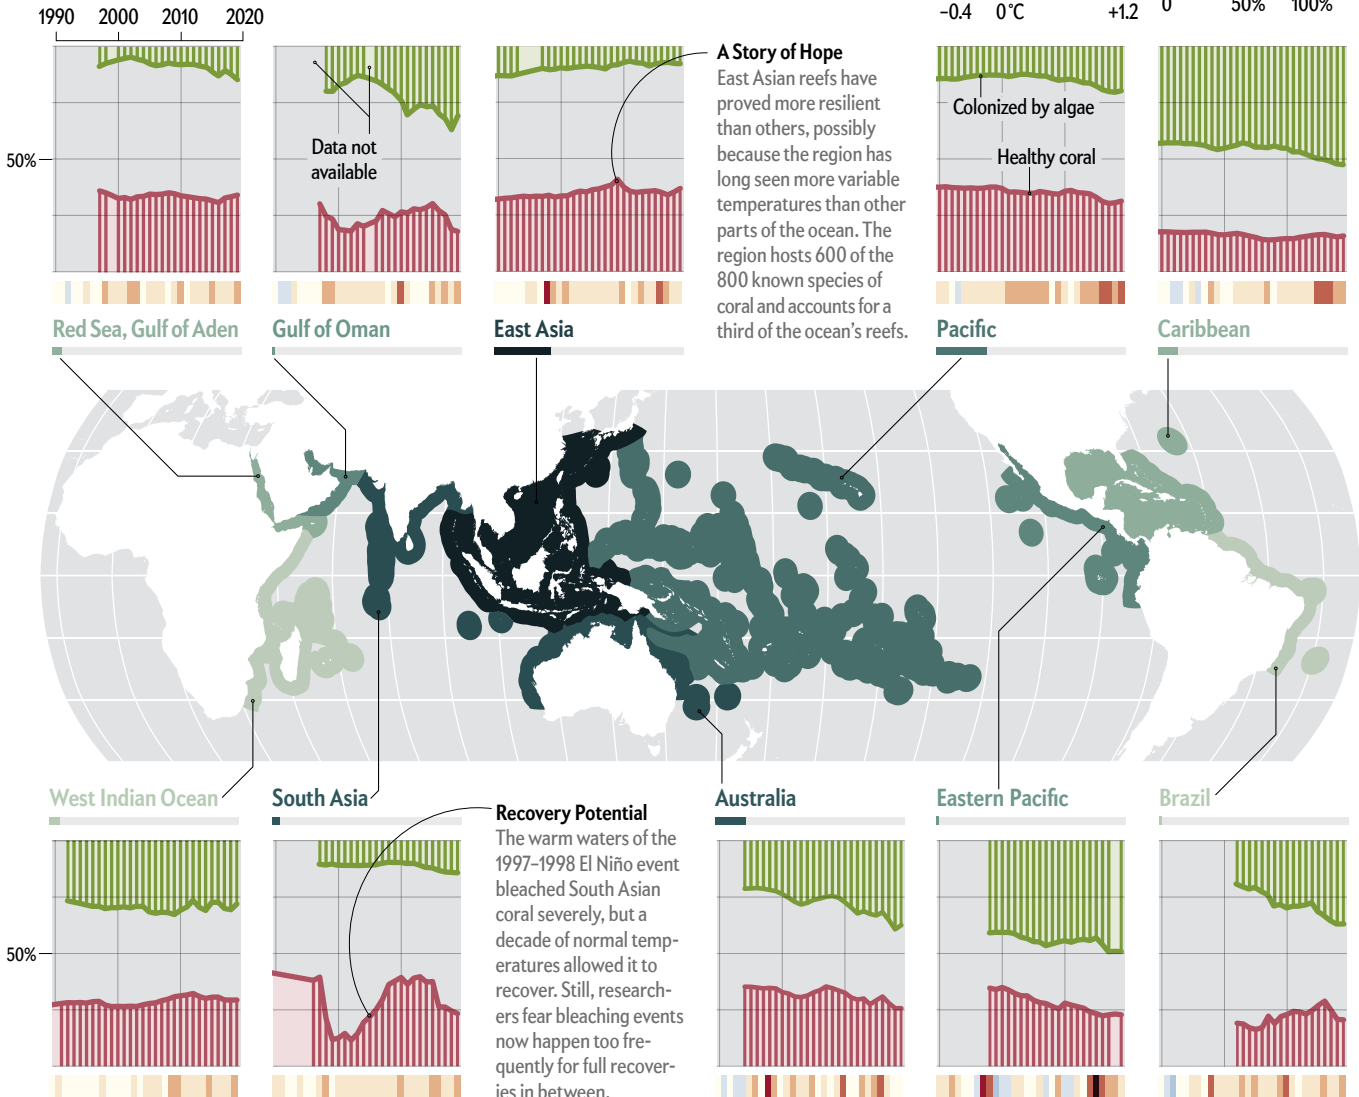 1990 2000 2010 2020
−0.4 0°C +1.2
0 50% 100%
50%
Data not
available
A Story of Hope
East Asian reefs have
proved more resilient
than others, possibly
because the region has
long seen more variable
temperatures than other
parts of the ocean. The
region hosts 600 of the
800 known species of
coral and accounts for a
third of the ocean’s reefs.
Colonized by algae
Healthy coral
Red Sea, Gulf of Aden
Gulf of Oman
East Asia
Pacific
Caribbean
West Indian Ocean
South Asia
Australia
Eastern Pacific
Brazil
50%
Recovery Potential
The warm waters of the
1997–1998 El Niño event
bleached South Asian
coral severely, but a
decade of normal temp-
eratures allowed it to
recover. Still, research-
ers fear bleaching events
now happen too fre-
quently for full recover-
ies in between.